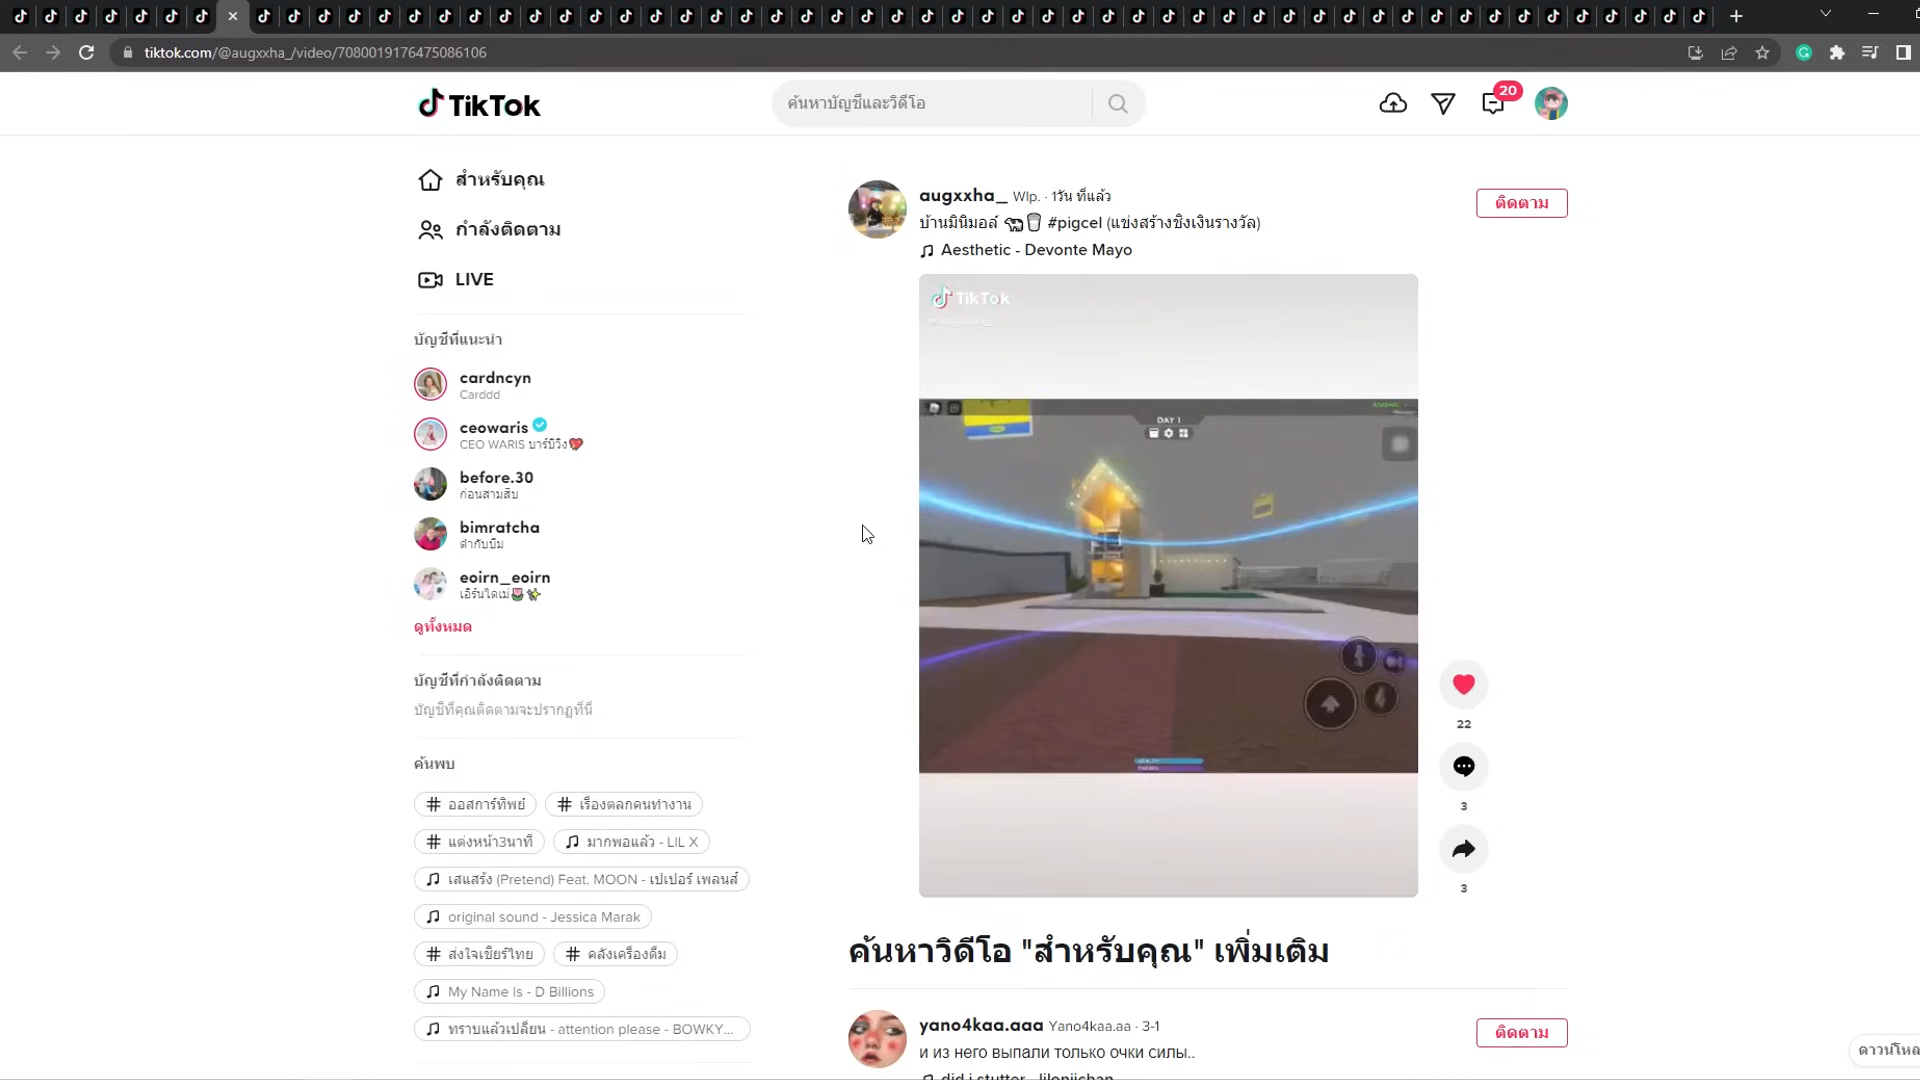 tiktok.com/@augxxha_/video/7080019176475086106
TikTok
ค้นหาบัญชีและวิดีโอ
20
สำหรับคุณ
กำลังติดตาม
LIVE
บัญชีที่แนะนำ
cardncyn
Carddd
ceowaris
CEO WARIS บาร์บีวิ้ง💖
before.30
ก่อนสามสิบ
bimratcha
ดำกับบิ๋ม
eoirn_eoirn
เอิร์นไดเม่🌷✨
ดูทั้งหมด
บัญชีที่กำลังติดตาม
บัญชีที่คุณติดตามจะปรากฏที่นี่
ค้นพบ
# ออสการ์ทิพย์
# เรื่องตลกคนทำงาน
# แต่งหน้า3นาที
มากพอแล้ว - LIL X
เสแสร้ง (Pretend) Feat. MOON - เปเปอร์ เพลนส์
original sound - Jessica Marak
# ส่งใจเชียร์ไทย
# คลังเครื่องดื่ม
My Name Is - D Billions
ทราบแล้วเปลี่ยน - attention please - BOWKY...
augxxha_ Wlp. · 1วัน ที่แล้ว
ติดตาม
บ้านมินิมอล์ 🐄🥛 #pigcel (แข่งสร้างชิงเงินรางวัล)
Aesthetic - Devonte Mayo
TikTok
DAY 1
22
3
3
ค้นหาวิดีโอ "สำหรับคุณ" เพิ่มเติม
yano4kaa.aaa Yano4kaa.aa · 3-1
ติดตาม
и из него выпали только очки силы..
did i stutter - lilonjichan